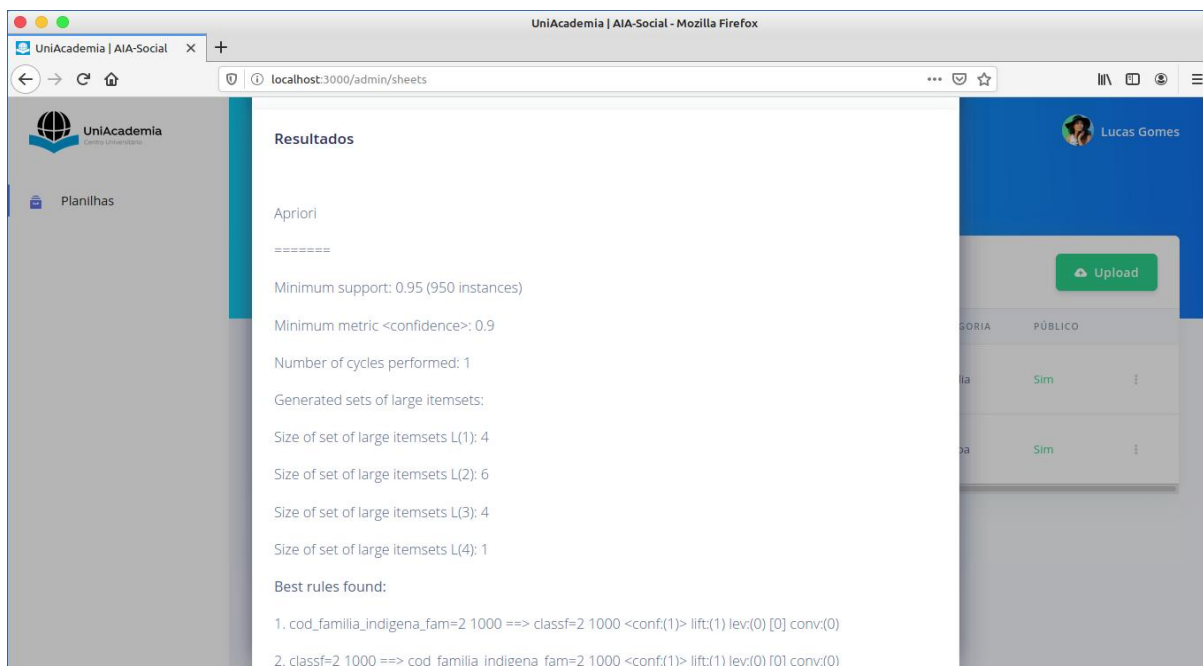 UniAcademia | AIA-Social - Mozilla Firefox
UniAcademia | AIA-Social
localhost:3000/admin/sheets
UniAcademia
Centro Universitário
Lucas Gomes
Planilhas
Upload
GORIA PÚBLICO
lia Sim
oa Sim
Resultados
Apriori
=======
Minimum support: 0.95 (950 instances)
Minimum metric <confidence>: 0.9
Number of cycles performed: 1
Generated sets of large itemsets:
Size of set of large itemsets L(1): 4
Size of set of large itemsets L(2): 6
Size of set of large itemsets L(3): 4
Size of set of large itemsets L(4): 1
Best rules found:
1. cod_familia_indigena_fam=2 1000 ==> classf=2 1000 <conf:(1)> lift:(1) lev:(0) [0] conv:(0)
2. classf=2 1000 ==> cod_familia_indigena_fam=2 1000 <conf:(1)> lift:(1) lev:(0) [0] conv:(0)